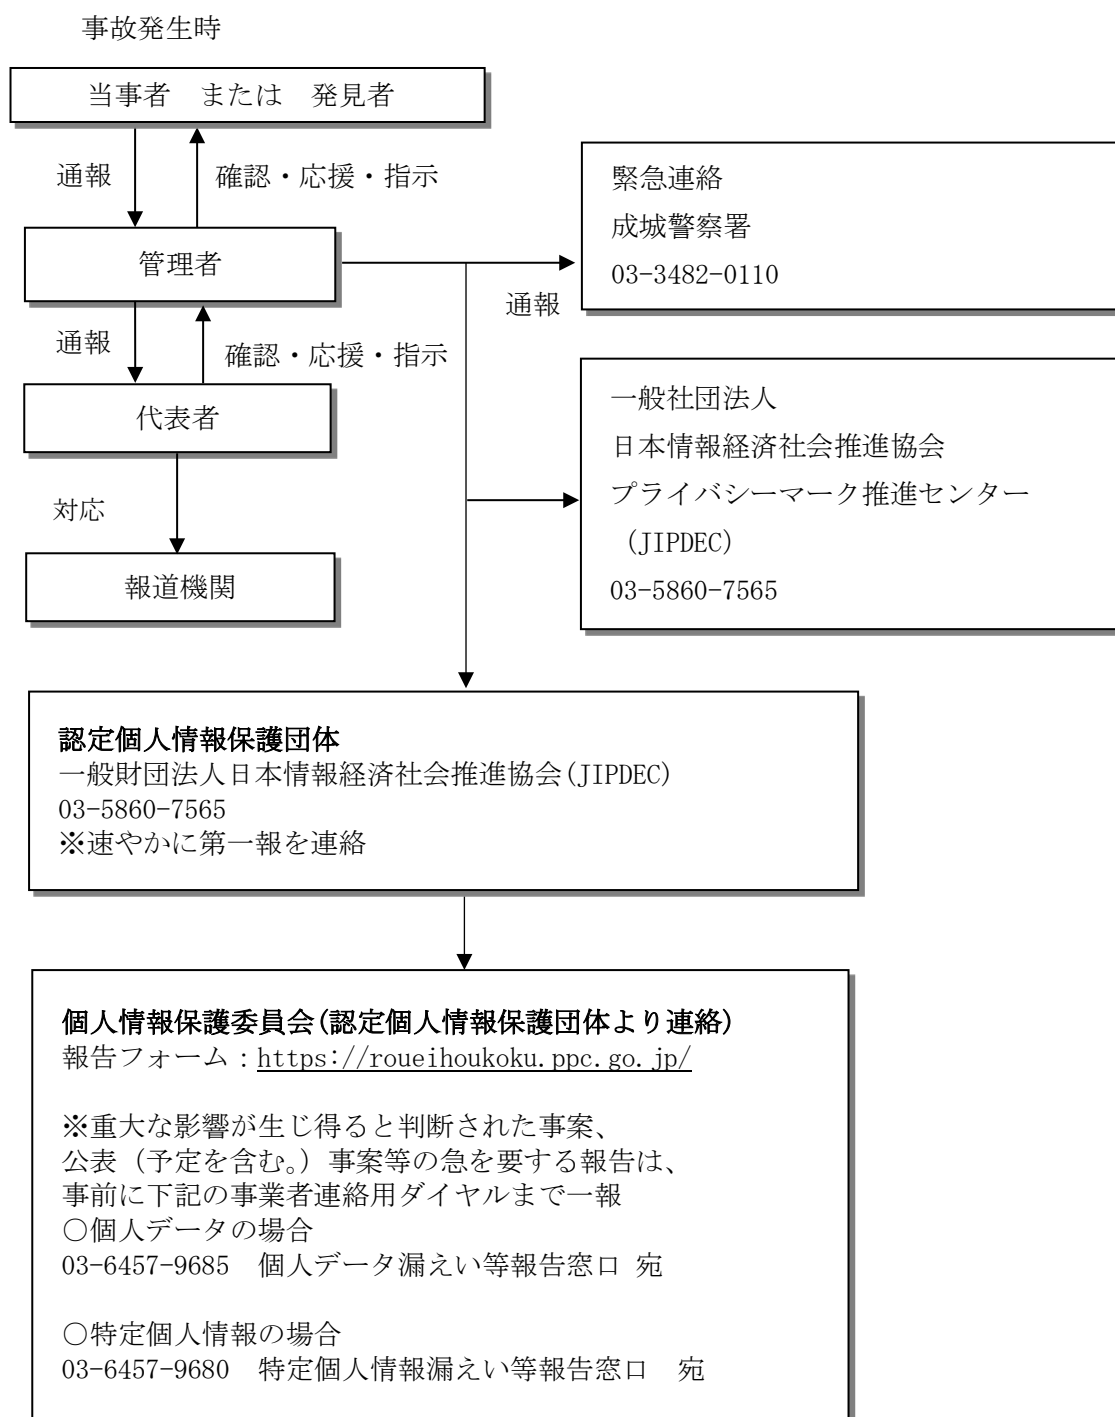 事故発生時
当事者　または　発見者
通報
確認・応援・指示
管理者
通報
緊急連絡
成城警察署
03-3482-0110
通報
確認・応援・指示
代表者
対応
報道機関
一般社団法人
日本情報経済社会推進協会
プライバシーマーク推進センター
（JIPDEC）
03-5860-7565
認定個人情報保護団体
一般財団法人日本情報経済社会推進協会(JIPDEC)
03-5860-7565
※速やかに第一報を連絡
個人情報保護委員会(認定個人情報保護団体より連絡)
報告フォーム：https://roueihoukoku.ppc.go.jp/
※重大な影響が生じ得ると判断された事案、
公表（予定を含む。）事案等の急を要する報告は、
事前に下記の事業者連絡用ダイヤルまで一報
○個人データの場合
03-6457-9685　個人データ漏えい等報告窓口 宛
○特定個人情報の場合
03-6457-9680　特定個人情報漏えい等報告窓口　宛